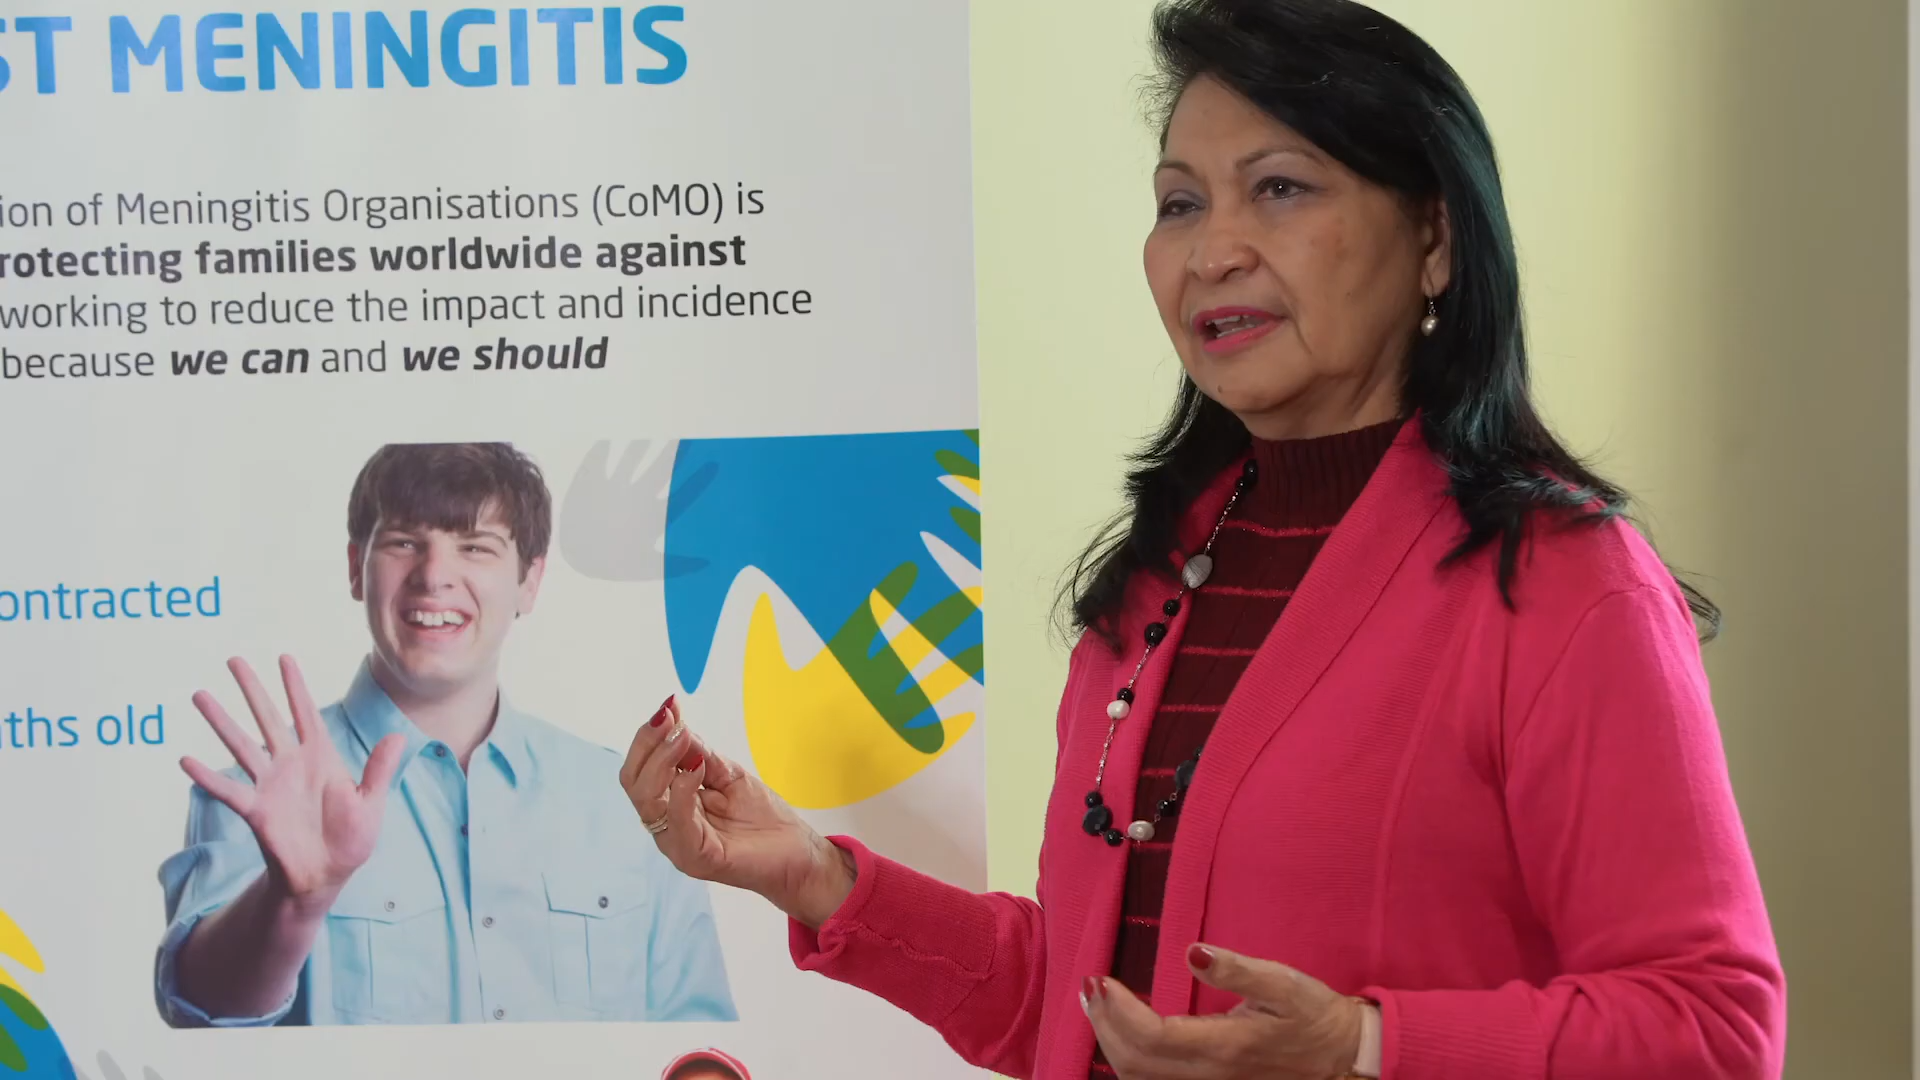 ST MENINGITIS
ion of Meningitis Organisations (CoMO) is
rotecting families worldwide against
working to reduce the impact and incidence
because we can and we should
ontracted
ths old